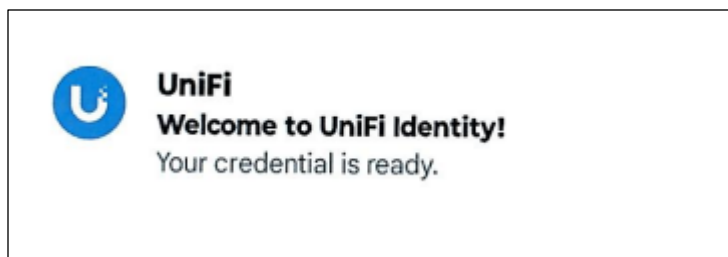 UniFi
Welcome to UniFi Identity!
Your credential is ready.